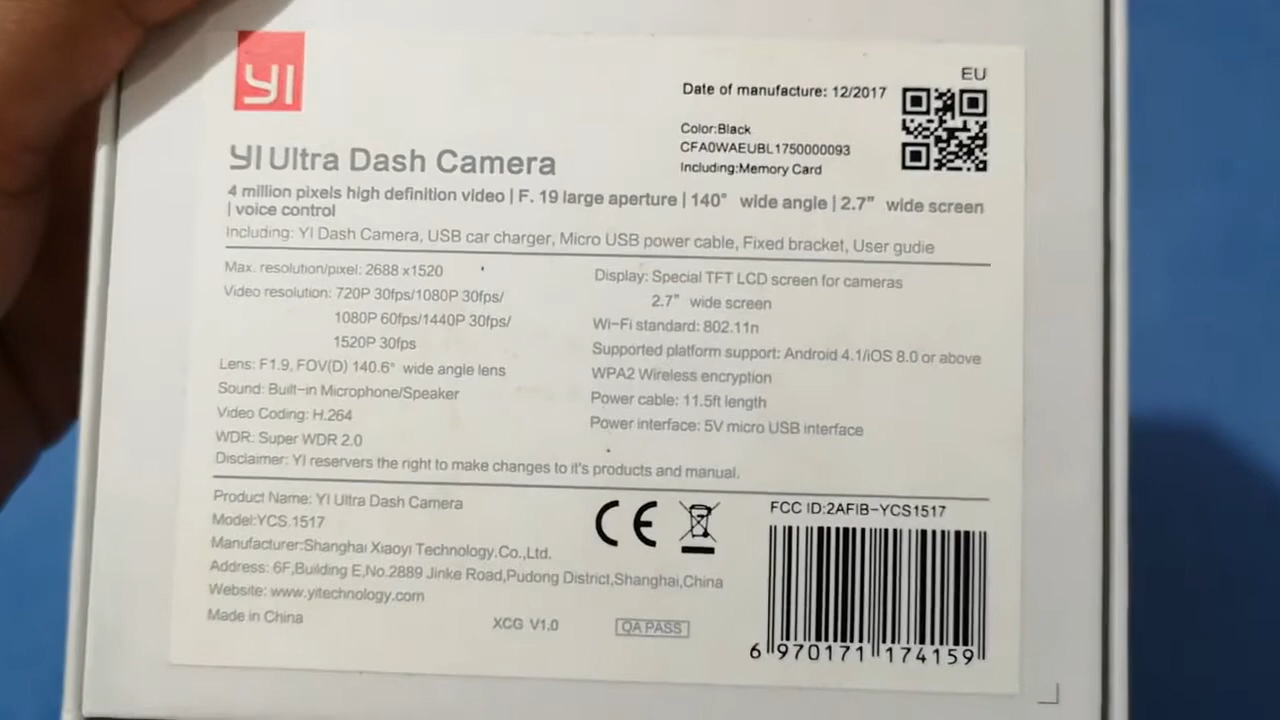 YI
EU
Date of manufacture: 12/2017
Color:Black
CFA0WAEUBL1750000093
Including:Memory Card
YI Ultra Dash Camera
4 million pixels high definition video | F. 19 large aperture | 140° wide angle | 2.7” wide screen
| voice control
Including: YI Dash Camera, USB car charger, Micro USB power cable, Fixed bracket, User gudie
Max. resolution/pixel: 2688 x1520
Video resolution: 720P 30fps/1080P 30fps/
1080P 60fps/1440P 30fps/
1520P 30fps
Lens: F1.9, FOV(D) 140.6° wide angle lens
Sound: Built-in Microphone/Speaker
Video Coding: H.264
WDR: Super WDR 2.0
Disclaimer: YI reservers the right to make changes to it's products and manual.
Display: Special TFT LCD screen for cameras
2.7” wide screen
Wi-Fi standard: 802.11n
Supported platform support: Android 4.1/iOS 8.0 or above
WPA2 Wireless encryption
Power cable: 11.5ft length
Power interface: 5V micro USB interface
Product Name: YI Ultra Dash Camera
Model:YCS.1517
Manufacturer:Shanghai Xiaoyi Technology.Co.,Ltd.
Address: 6F,Building E,No.2889 Jinke Road,Pudong District,Shanghai,China
Website: www.yitechnology.com
Made in China
XCG V1.0
QA PASS
CE
FCC ID:2AFIB-YCS1517
6 970171 174159